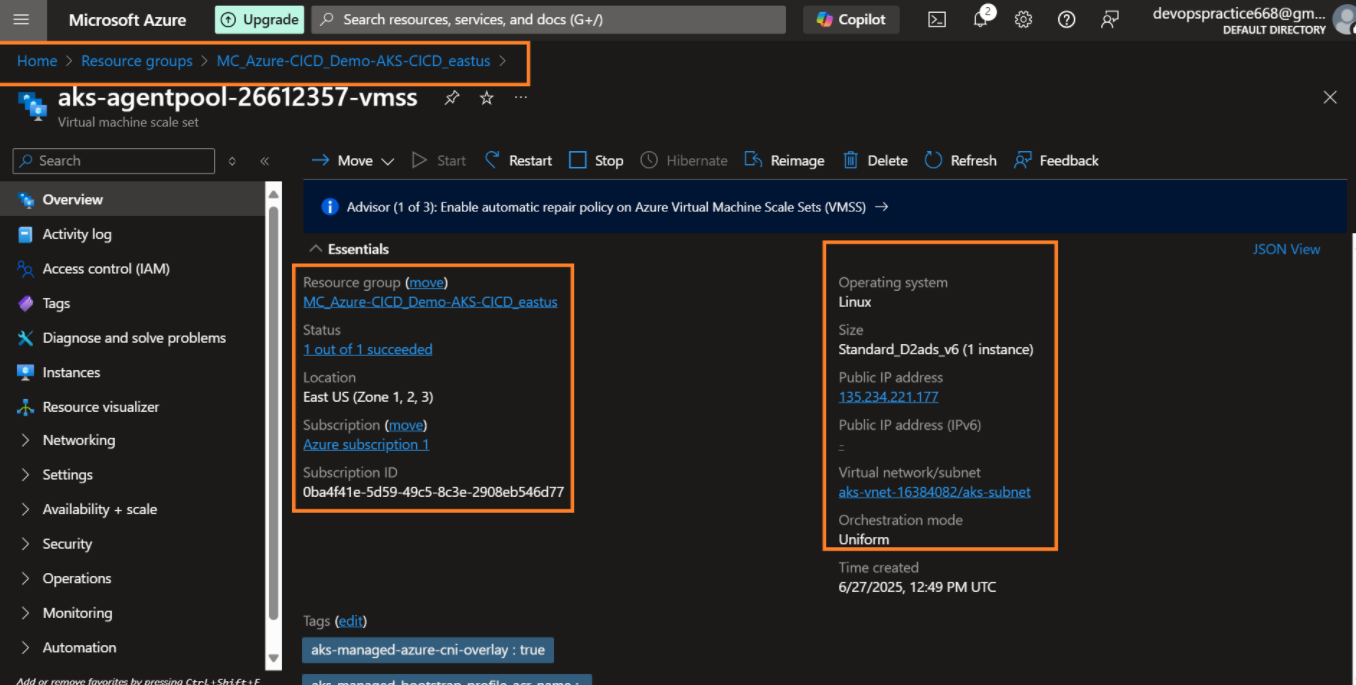 Microsoft Azure
Upgrade
Search resources, services, and docs (G+/)
Copilot
2
devopspractice668@gm...
DEFAULT DIRECTORY
Home > Resource groups > MC_Azure-CICD_Demo-AKS-CICD_eastus >
aks-agentpool-26612357-vmss
...
Virtual machine scale set
Search
Move
Start
Restart
Stop
Hibernate
Reimage
Delete
Refresh
Feedback
Overview
Activity log
Access control (IAM)
Tags
Diagnose and solve problems
Instances
Resource visualizer
Networking
Settings
Availability + scale
Security
Operations
Monitoring
Automation
Add or remove favorites by pressing Ctrl+Shift+F
Advisor (1 of 3): Enable automatic repair policy on Azure Virtual Machine Scale Sets (VMSS) →
Essentials
JSON View
Resource group (move)
MC_Azure-CICD_Demo-AKS-CICD_eastus
Status
1 out of 1 succeeded
Location
East US (Zone 1, 2, 3)
Subscription (move)
Azure subscription 1
Subscription ID
0ba4f41e-5d59-49c5-8c3e-2908eb546d77
Operating system
Linux
Size
Standard_D2ads_v6 (1 instance)
Public IP address
135.234.221.177
Public IP address (IPv6)
-
Virtual network/subnet
aks-vnet-16384082/aks-subnet
Orchestration mode
Uniform
Time created
6/27/2025, 12:49 PM UTC
Tags (edit)
aks-managed-azure-cni-overlay : true
aks-managed-bootstrap-profile-acr-name :